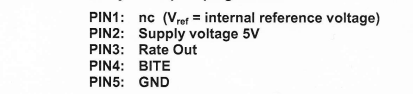 PIN1: nc (Vref = internal reference voltage)
PIN2: Supply voltage 5V
PIN3: Rate Out
PIN4: BITE
PIN5: GND